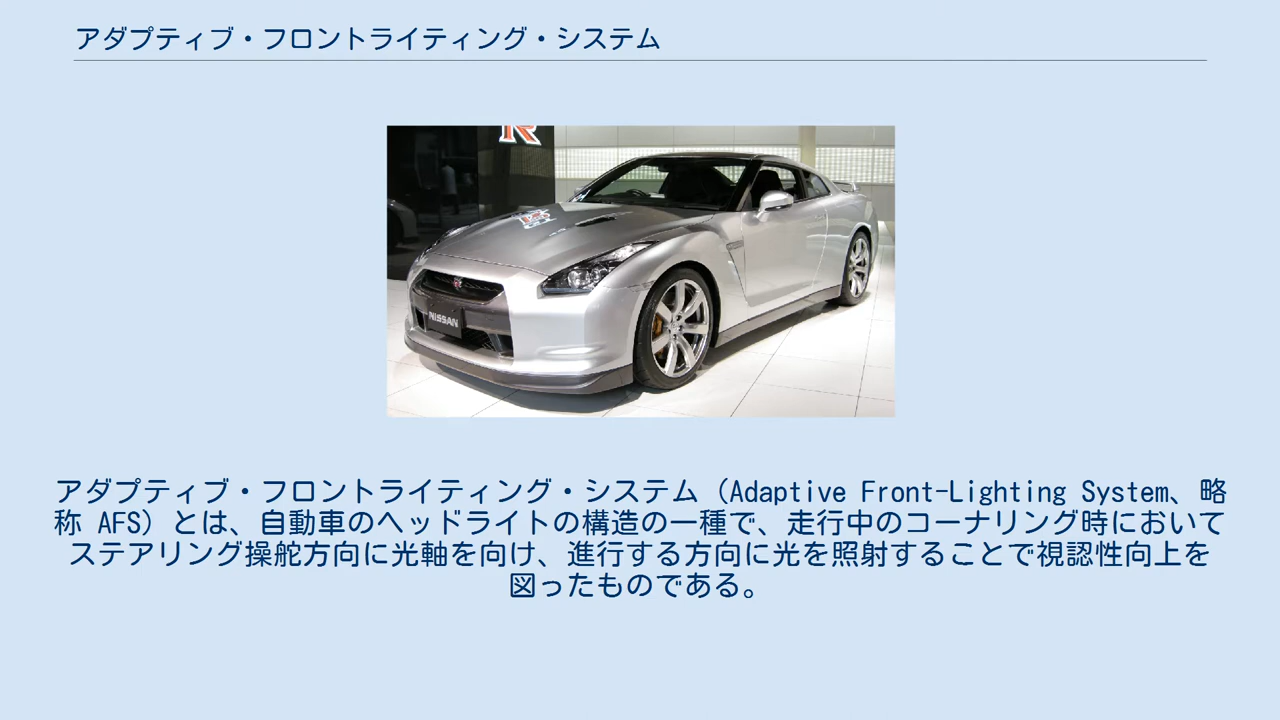 アダプティブ・フロントライティング・システム
R
NISSAN
アダプティブ・フロントライティング・システム（Adaptive Front-Lighting System、略
称 AFS）とは、自動車のヘッドライトの構造の一種で、走行中のコーナリング時において
ステアリング操舵方向に光軸を向け、進行する方向に光を照射することで視認性向上を
図ったものである。